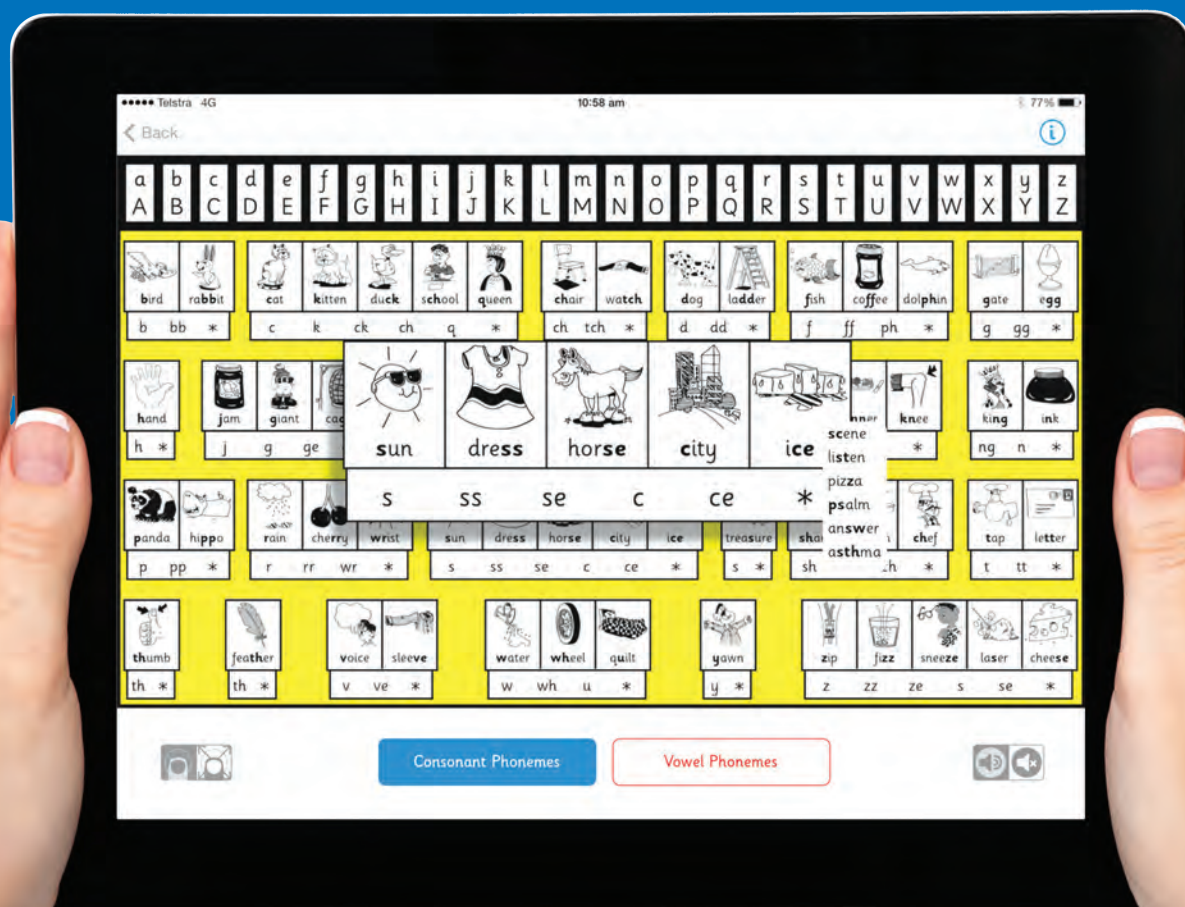 Telstra 4G 10:58 am 77%
Back i
a b c d e f g h i j k l m n o p q r s t u v w x y z
A B C D E F G H I J K L M N O P Q R S T U V W X Y Z
bird rabbit cat kitten duck school queen chair watch dog ladder fish coffee dolphin gate egg
b bb * c k ck ch q * ch tch * d dd * f ff ph * g gg *
hand jam giant knee king ink
h * j g ge * ng n *
sun dress horse city ice
s ss se c ce *
scene
listen
pizza
psalm
answer
asthma
panda hippo rain cherry wrist sun dress horse city ice treasure chef tap letter
p pp * r rr wr * s ss se c ce * s * sh * t tt *
thumb feather voice sleeve water wheel quilt yawn zip fizz sneeze laser cheese
th * th * v ve * w wh u * y * z zz ze s se *
Consonant Phonemes Vowel Phonemes